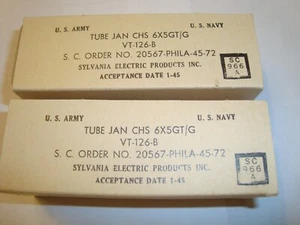 U. S. ARMY U. S. NAVY
TUBE JAN CHS 6X5GT/G
VT-126-B
S. C. ORDER NO. 20567-PHILA-45-72
SYLVANIA ELECTRIC PRODUCTS INC.
ACCEPTANCE DATE 1-45
SC
966
A
U. S. ARMY U. S. NAVY
TUBE JAN CHS 6X5GT/G
VT-126-B
S. C. ORDER NO. 20567-PHILA-45-72
SYLVANIA ELECTRIC PRODUCTS INC.
ACCEPTANCE DATE 1-45
SC
966
A